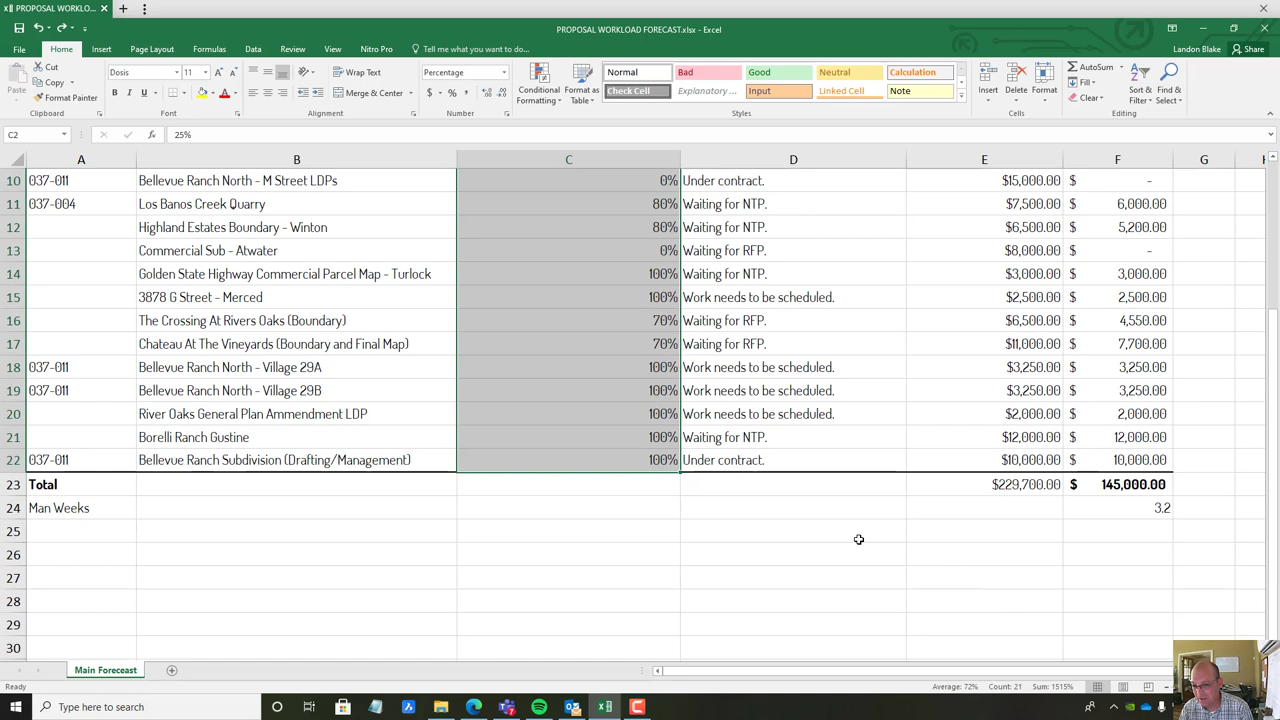 PROPOSAL WORKLO...
PROPOSAL WORKLOAD FORECAST.xlsx - Excel
File Home Insert Page Layout Formulas Data Review View Nitro Pro Tell me what you want to do...
Landon Blake Share
Paste Cut Copy Format Painter Clipboard
Dosis 11 B I U Font
Wrap Text Merge & Center Alignment
Percentage $ % Number
Conditional Formatting Format as Table
Normal Bad Good Neutral Calculation
Check Cell Explanatory ... Input Linked Cell Note
Styles
Insert Delete Format Cells
AutoSum Fill Clear Sort & Filter Find & Select Editing
C2 fx 25%
A B C D E F G
10 037-011 Bellevue Ranch North - M Street LDPs 0% Under contract. $15,000.00 $ -
11 037-004 Los Banos Creek Quarry 80% Waiting for NTP. $7,500.00 $ 6,000.00
12 Highland Estates Boundary - Winton 80% Waiting for NTP. $6,500.00 $ 5,200.00
13 Commercial Sub - Atwater 0% Waiting for RFP. $8,000.00 $ -
14 Golden State Highway Commercial Parcel Map - Turlock 100% Waiting for NTP. $3,000.00 $ 3,000.00
15 3878 G Street - Merced 100% Work needs to be scheduled. $2,500.00 $ 2,500.00
16 The Crossing At Rivers Oaks (Boundary) 70% Waiting for RFP. $6,500.00 $ 4,550.00
17 Chateau At The Vineyards (Boundary and Final Map) 70% Waiting for RFP. $11,000.00 $ 7,700.00
18 037-011 Bellevue Ranch North - Village 29A 100% Work needs to be scheduled. $3,250.00 $ 3,250.00
19 037-011 Bellevue Ranch North - Village 29B 100% Work needs to be scheduled. $3,250.00 $ 3,250.00
20 River Oaks General Plan Ammendment LDP 100% Work needs to be scheduled. $2,000.00 $ 2,000.00
21 Borelli Ranch Gustine 100% Waiting for NTP. $12,000.00 $ 12,000.00
22 037-011 Bellevue Ranch Subdivision (Drafting/Management) 100% Under contract. $10,000.00 $ 10,000.00
23 Total $229,700.00 $ 145,000.00
24 Man Weeks 3.2
25
26
27
28
29
30
Main Foreceast
Ready Average: 72% Count: 21 Sum: 1515%
Type here to search